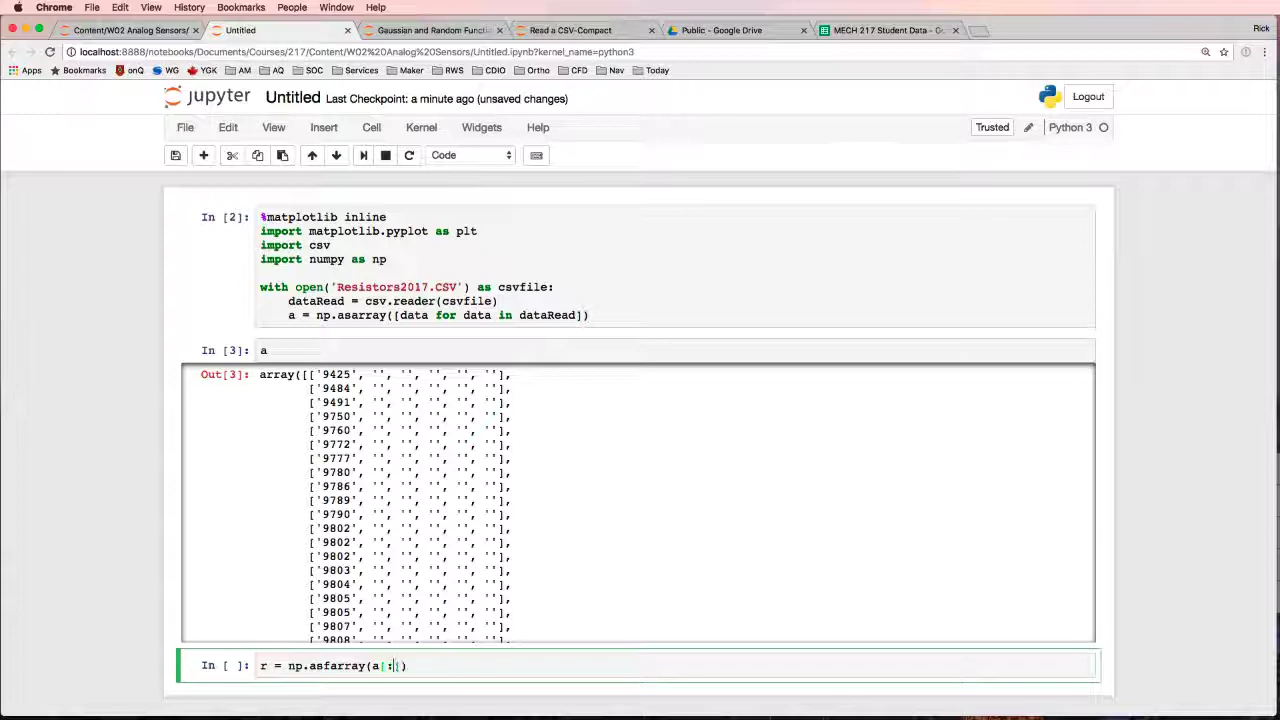 Chrome File Edit View History Bookmarks People Window Help
Content/W02 Analog Sensors/ Untitled Gaussian and Random Functi Read a CSV-Compact Public - Google Drive MECH 217 Student Data - G Rick
localhost:8888/notebooks/Documents/Courses/217/Content/W02%20Analog%20Sensors/Untitled.ipynb?kernel_name=python3
Apps Bookmarks onQ WG YGK AM AQ SOC Services Maker RWS CDIO Ortho CFD Nav Today
jupyter Untitled Last Checkpoint: a minute ago (unsaved changes) Logout
File Edit View Insert Cell Kernel Widgets Help Trusted Python 3
Code
In [2]: %matplotlib inline
import matplotlib.pyplot as plt
import csv
import numpy as np
with open('Resistors2017.CSV') as csvfile:
dataRead = csv.reader(csvfile)
a = np.asarray([data for data in dataRead])
In [3]: a
Out[3]: array([['9425', '', '', '', '', ''],
['9484', '', '', '', '', ''],
['9491', '', '', '', '', ''],
['9750', '', '', '', '', ''],
['9760', '', '', '', '', ''],
['9772', '', '', '', '', ''],
['9777', '', '', '', '', ''],
['9780', '', '', '', '', ''],
['9786', '', '', '', '', ''],
['9789', '', '', '', '', ''],
['9790', '', '', '', '', ''],
['9802', '', '', '', '', ''],
['9802', '', '', '', '', ''],
['9802', '', '', '', '', ''],
['9803', '', '', '', '', ''],
['9804', '', '', '', '', ''],
['9805', '', '', '', '', ''],
['9805', '', '', '', '', ''],
['9807', '', '', '', '', ''],
['9808', '', '', '', '', ''],
In [ ]: r = np.asfarray(a[:])